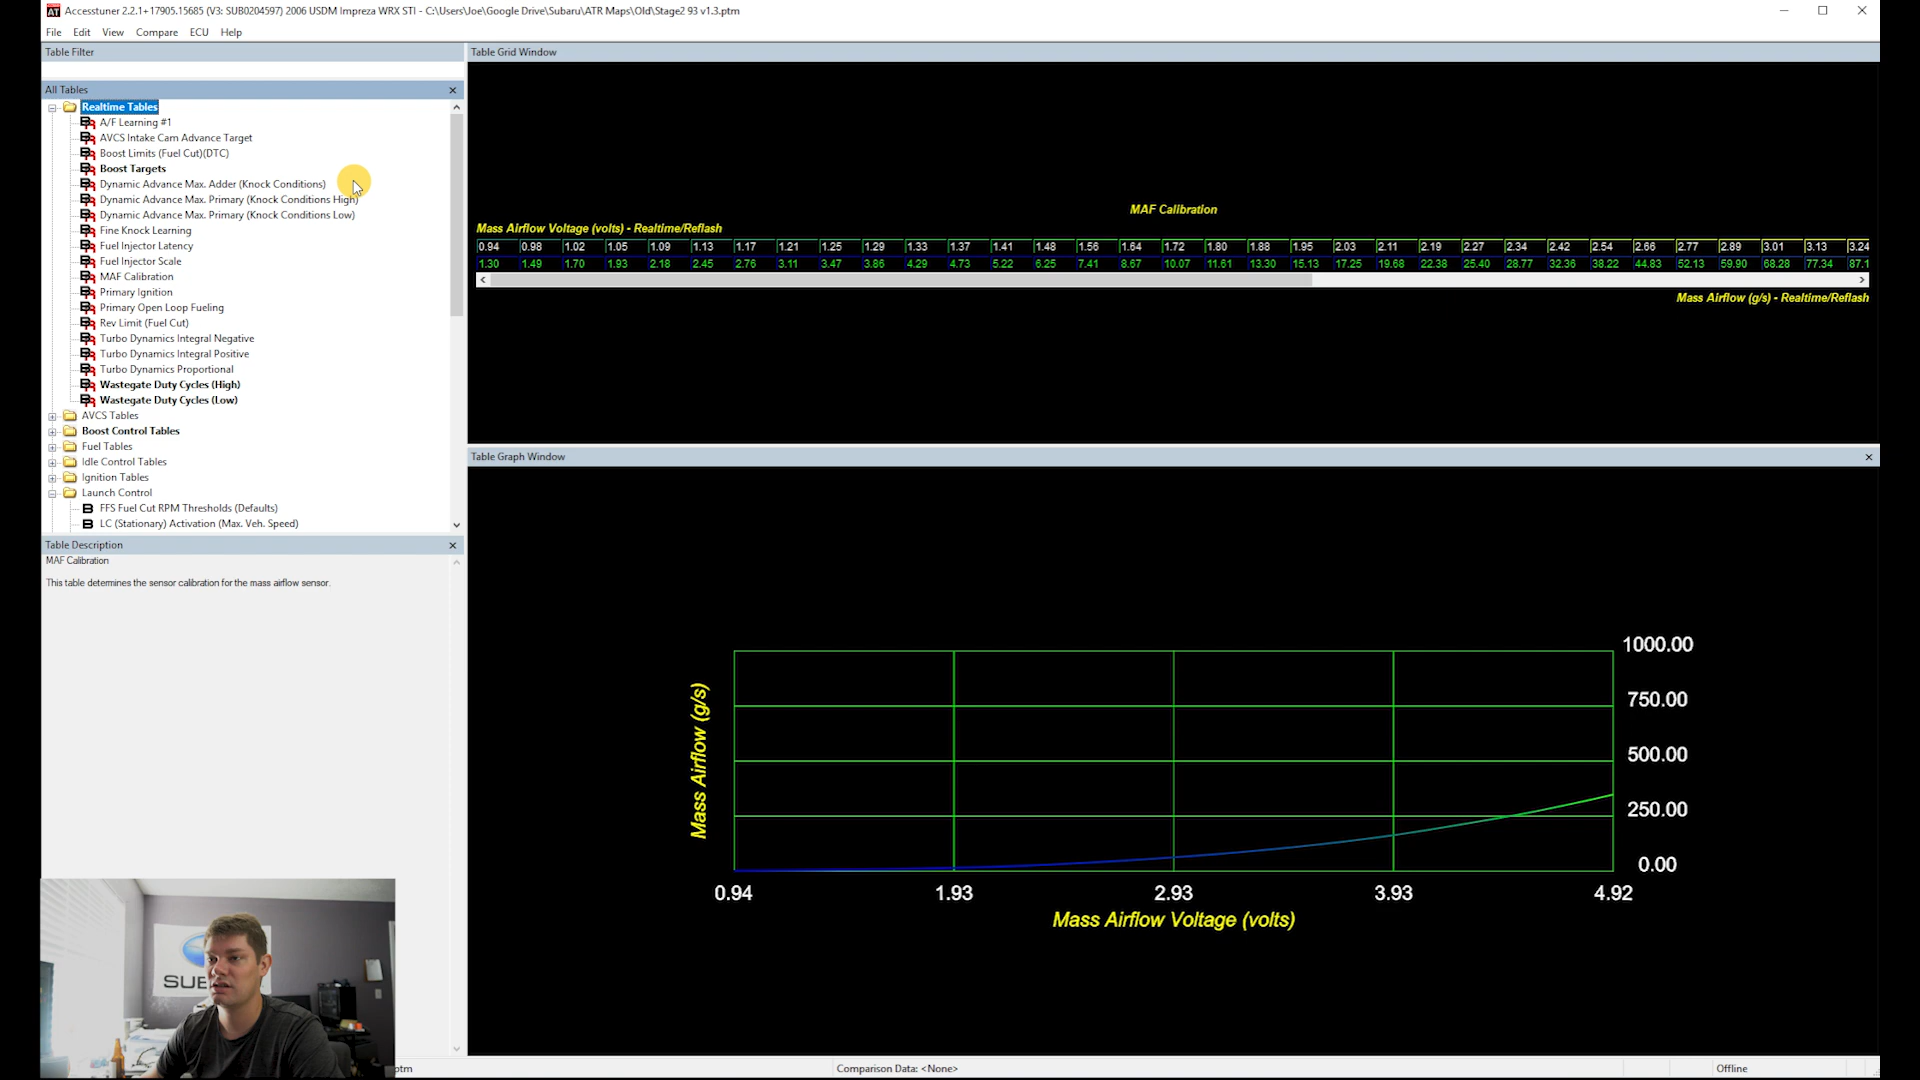 Accesstuner 2.2.1+17905.15685 (V3: SUB0204597) 2006 USDM Impreza WRX STI - C:\Users\Joe\Google Drive\Subaru\ATR Maps\Old\Stage2 93 v1.3.ptm
File Edit View Compare ECU Help
Table Filter
All Tables
Realtime Tables
A/F Learning #1
AVCS Intake Cam Advance Target
Boost Limits (Fuel Cut)(DTC)
Boost Targets
Dynamic Advance Max. Adder (Knock Conditions)
Dynamic Advance Max. Primary (Knock Conditions High)
Dynamic Advance Max. Primary (Knock Conditions Low)
Fine Knock Learning
Fuel Injector Latency
Fuel Injector Scale
MAF Calibration
Primary Ignition
Primary Open Loop Fueling
Rev Limit (Fuel Cut)
Turbo Dynamics Integral Negative
Turbo Dynamics Integral Positive
Turbo Dynamics Proportional
Wastegate Duty Cycles (High)
Wastegate Duty Cycles (Low)
AVCS Tables
Boost Control Tables
Fuel Tables
Idle Control Tables
Ignition Tables
Launch Control
FFS Fuel Cut RPM Thresholds (Defaults)
LC (Stationary) Activation (Max. Veh. Speed)
Table Description
MAF Calibration
This table determines the sensor calibration for the mass airflow sensor.
Table Grid Window
MAF Calibration
Mass Airflow Voltage (volts) - Realtime/Reflash
0.94 0.98 1.02 1.05 1.09 1.13 1.17 1.21 1.25 1.29 1.33 1.37 1.41 1.48 1.56 1.64 1.72 1.80 1.88 1.95 2.03 2.11 2.19 2.27 2.34 2.42 2.54 2.66 2.77 2.89 3.01 3.13 3.24
1.30 1.49 1.70 1.93 2.18 2.45 2.76 3.11 3.47 3.86 4.29 4.73 5.22 6.25 7.41 8.67 10.07 11.61 13.30 15.13 17.25 19.68 22.38 25.40 28.77 32.36 38.22 44.83 52.13 59.90 68.28 77.34 87.1
Mass Airflow (g/s) - Realtime/Reflash
Table Graph Window
1000.00
750.00
500.00
250.00
0.00
Mass Airflow (g/s)
0.94 1.93 2.93 3.93 4.92
Mass Airflow Voltage (volts)
SUB
ptm
Comparison Data: <None>
Offline